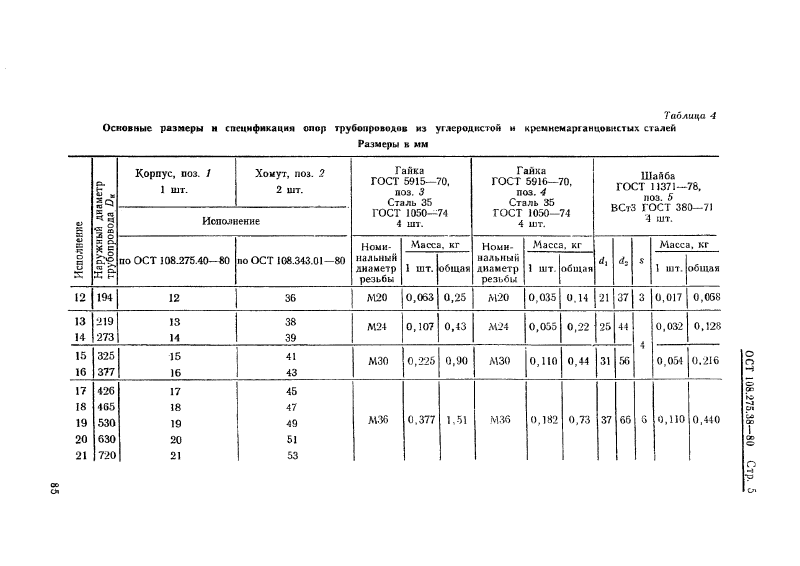 Таблица 4
Основные размеры и спецификация опор трубопроводов из углеродистой и кремнемарганцовистых сталей
Размеры в мм
Исполнение
Наружный диаметр трубопровода Dн
Корпус, поз. 1
1 шт.
Хомут, поз. 2
2 шт.
Исполнение
по ОСТ 108.275.40—80
по ОСТ 108.343.01—80
Гайка
ГОСТ 5915—70,
поз. 3
Сталь 35
ГОСТ 1050—74
4 шт.
Номи-
нальный
диаметр
резьбы
Масса, кг
1 шт. общая
Гайка
ГОСТ 5916—70,
поз. 4
Сталь 35
ГОСТ 1050—74
4 шт.
Номи-
нальный
диаметр
резьбы
Масса, кг
1 шт. общая
Шайба
ГОСТ 11371—78,
поз. 5
ВСт3 ГОСТ 380—71
4 шт.
d1 d2 s
Масса, кг
1 шт. общая
12 194 12 36 М20 0,063 0,25 М20 0,035 0,14 21 37 3 0,017 0,068
13 219 13 38 М24 0,107 0,43 М24 0,055 0,22 25 44 4 0,032 0,128
14 273 14 39
15 325 15 41 М30 0,225 0,90 М30 0,110 0,44 31 56 0,054 0,216
16 377 16 43
17 426 17 45
18 465 18 47
19 530 19 49 М36 0,377 1,51 М36 0,182 0,73 37 66 6 0,110 0,440
20 630 20 51
21 720 21 53
ОСТ 108.275.38—80 Стр. 5
85